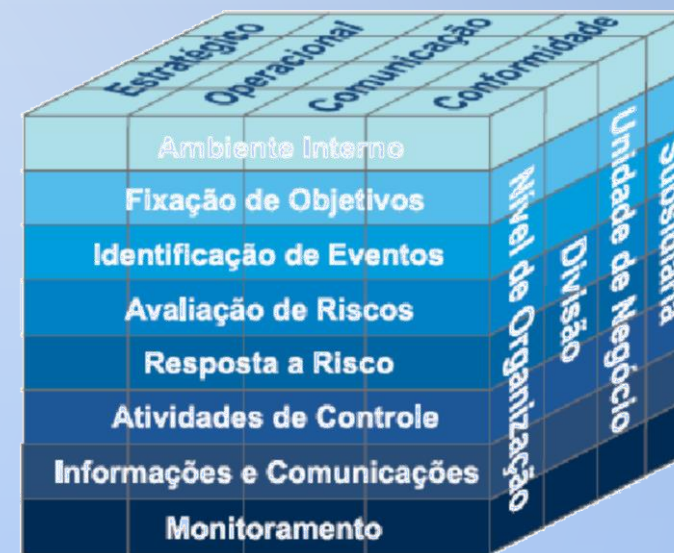 Estratégico
Operacional
Comunicação
Conformidade
Ambiente Interno
Fixação de Objetivos
Identificação de Eventos
Avaliação de Riscos
Resposta a Risco
Atividades de Controle
Informações e Comunicações
Monitoramento
Nível de Organização
Divisão
Unidade de Negócio
Subsidiária